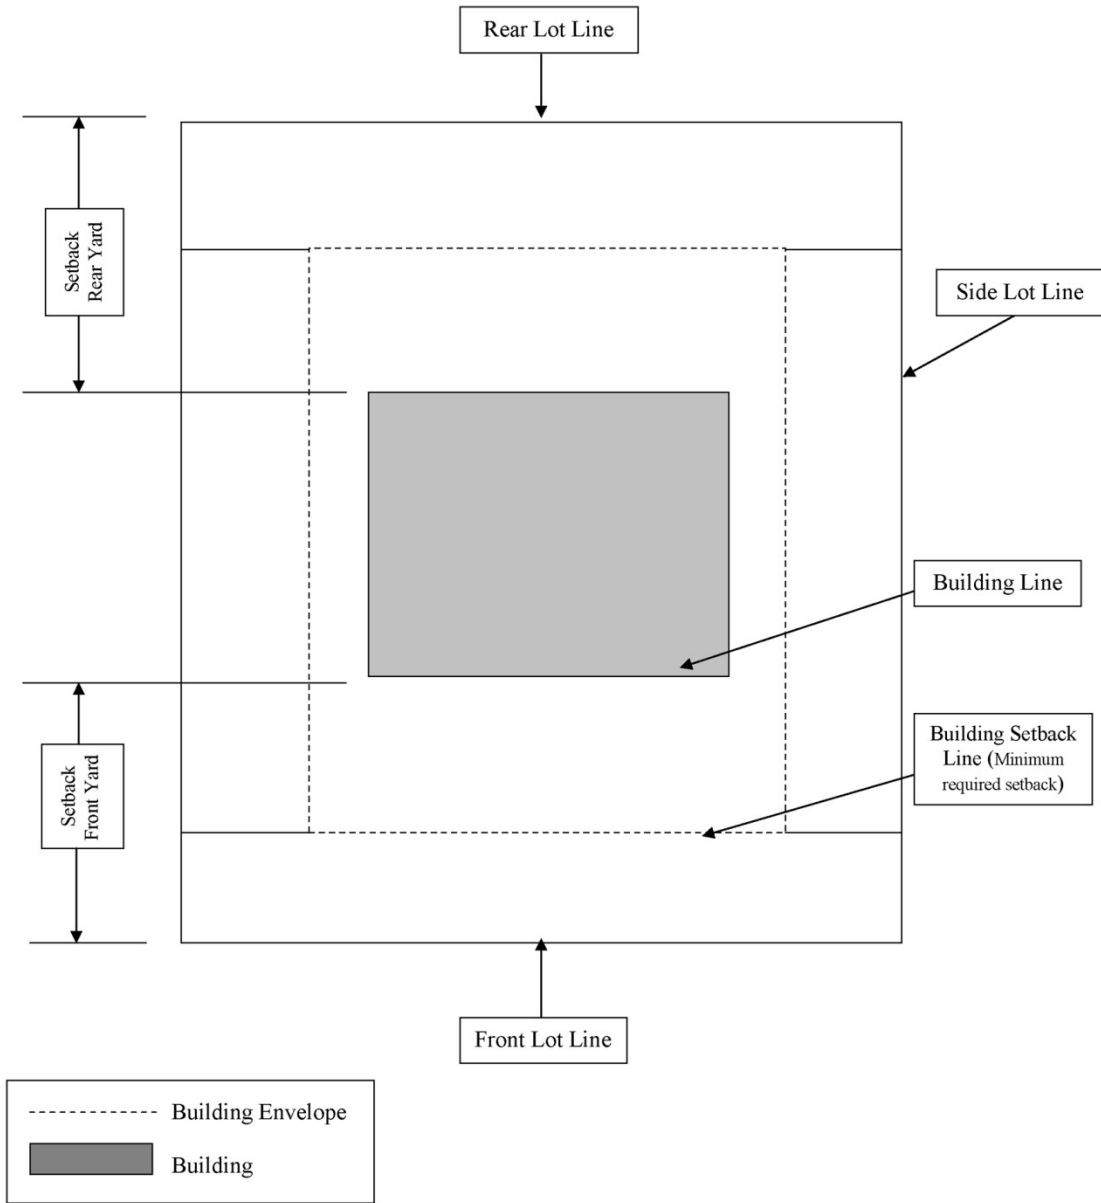 Rear Lot Line
Setback
Rear Yard
Side Lot Line
Building Line
Building Setback
Line (Minimum
required setback)
Setback
Front Yard
Front Lot Line
Building Envelope
Building